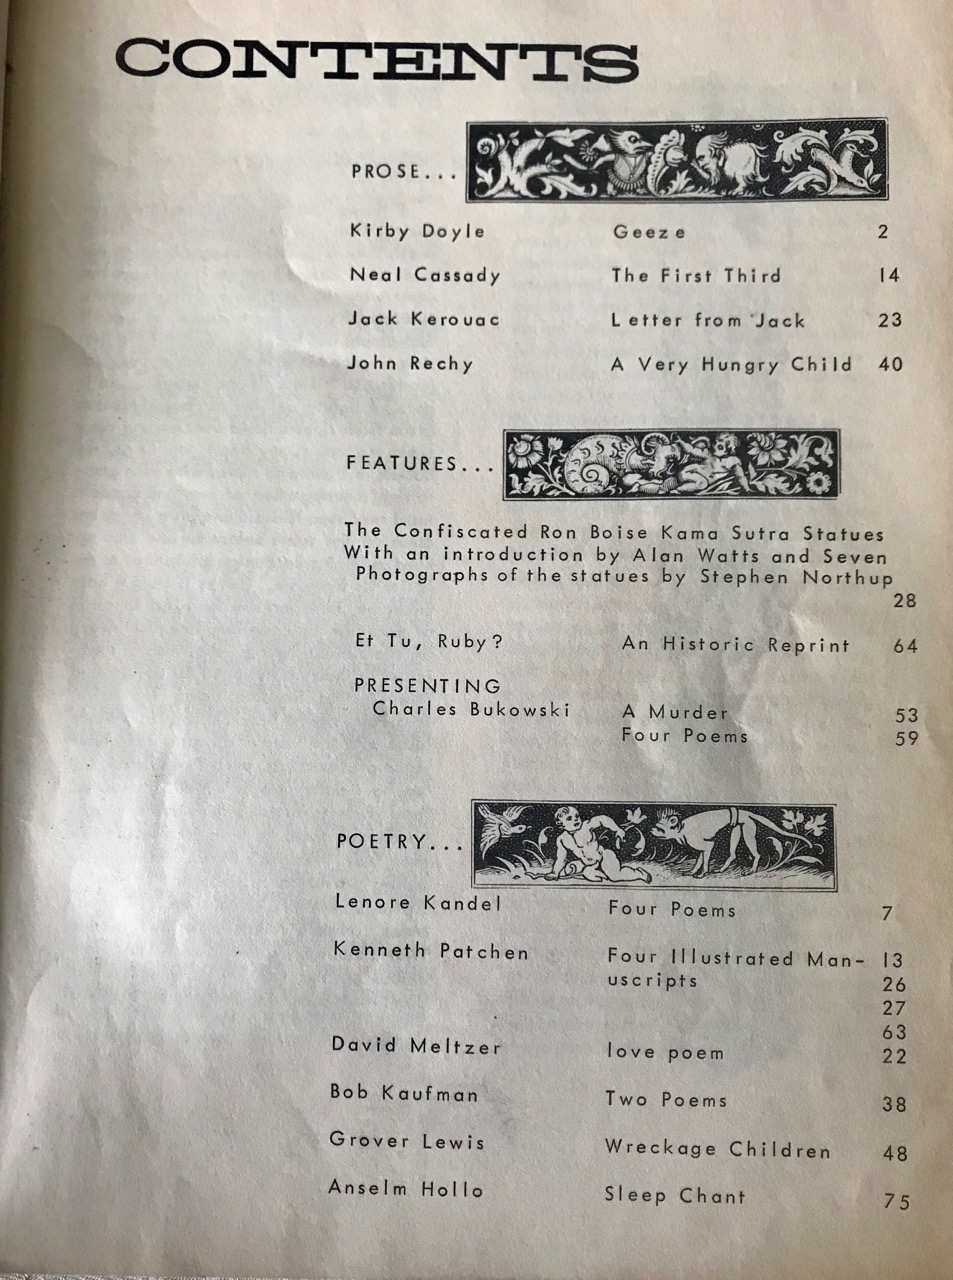 CONTENTS
PROSE...
Kirby Doyle Geeze 2
Neal Cassady The First Third 14
Jack Kerouac Letter from Jack 23
John Rechy A Very Hungry Child 40
FEATURES...
The Confiscated Ron Boise Kama Sutra Statues
With an introduction by Alan Watts and Seven
Photographs of the statues by Stephen Northup
28
Et Tu, Ruby? An Historic Reprint 64
PRESENTING
Charles Bukowski A Murder 53
Four Poems 59
POETRY...
Lenore Kandel Four Poems 7
Kenneth Patchen Four Illustrated Man- 13
uscripts 26
27
63
David Meltzer love poem 22
Bob Kaufman Two Poems 38
Grover Lewis Wreckage Children 48
Anselm Hollo Sleep Chant 75